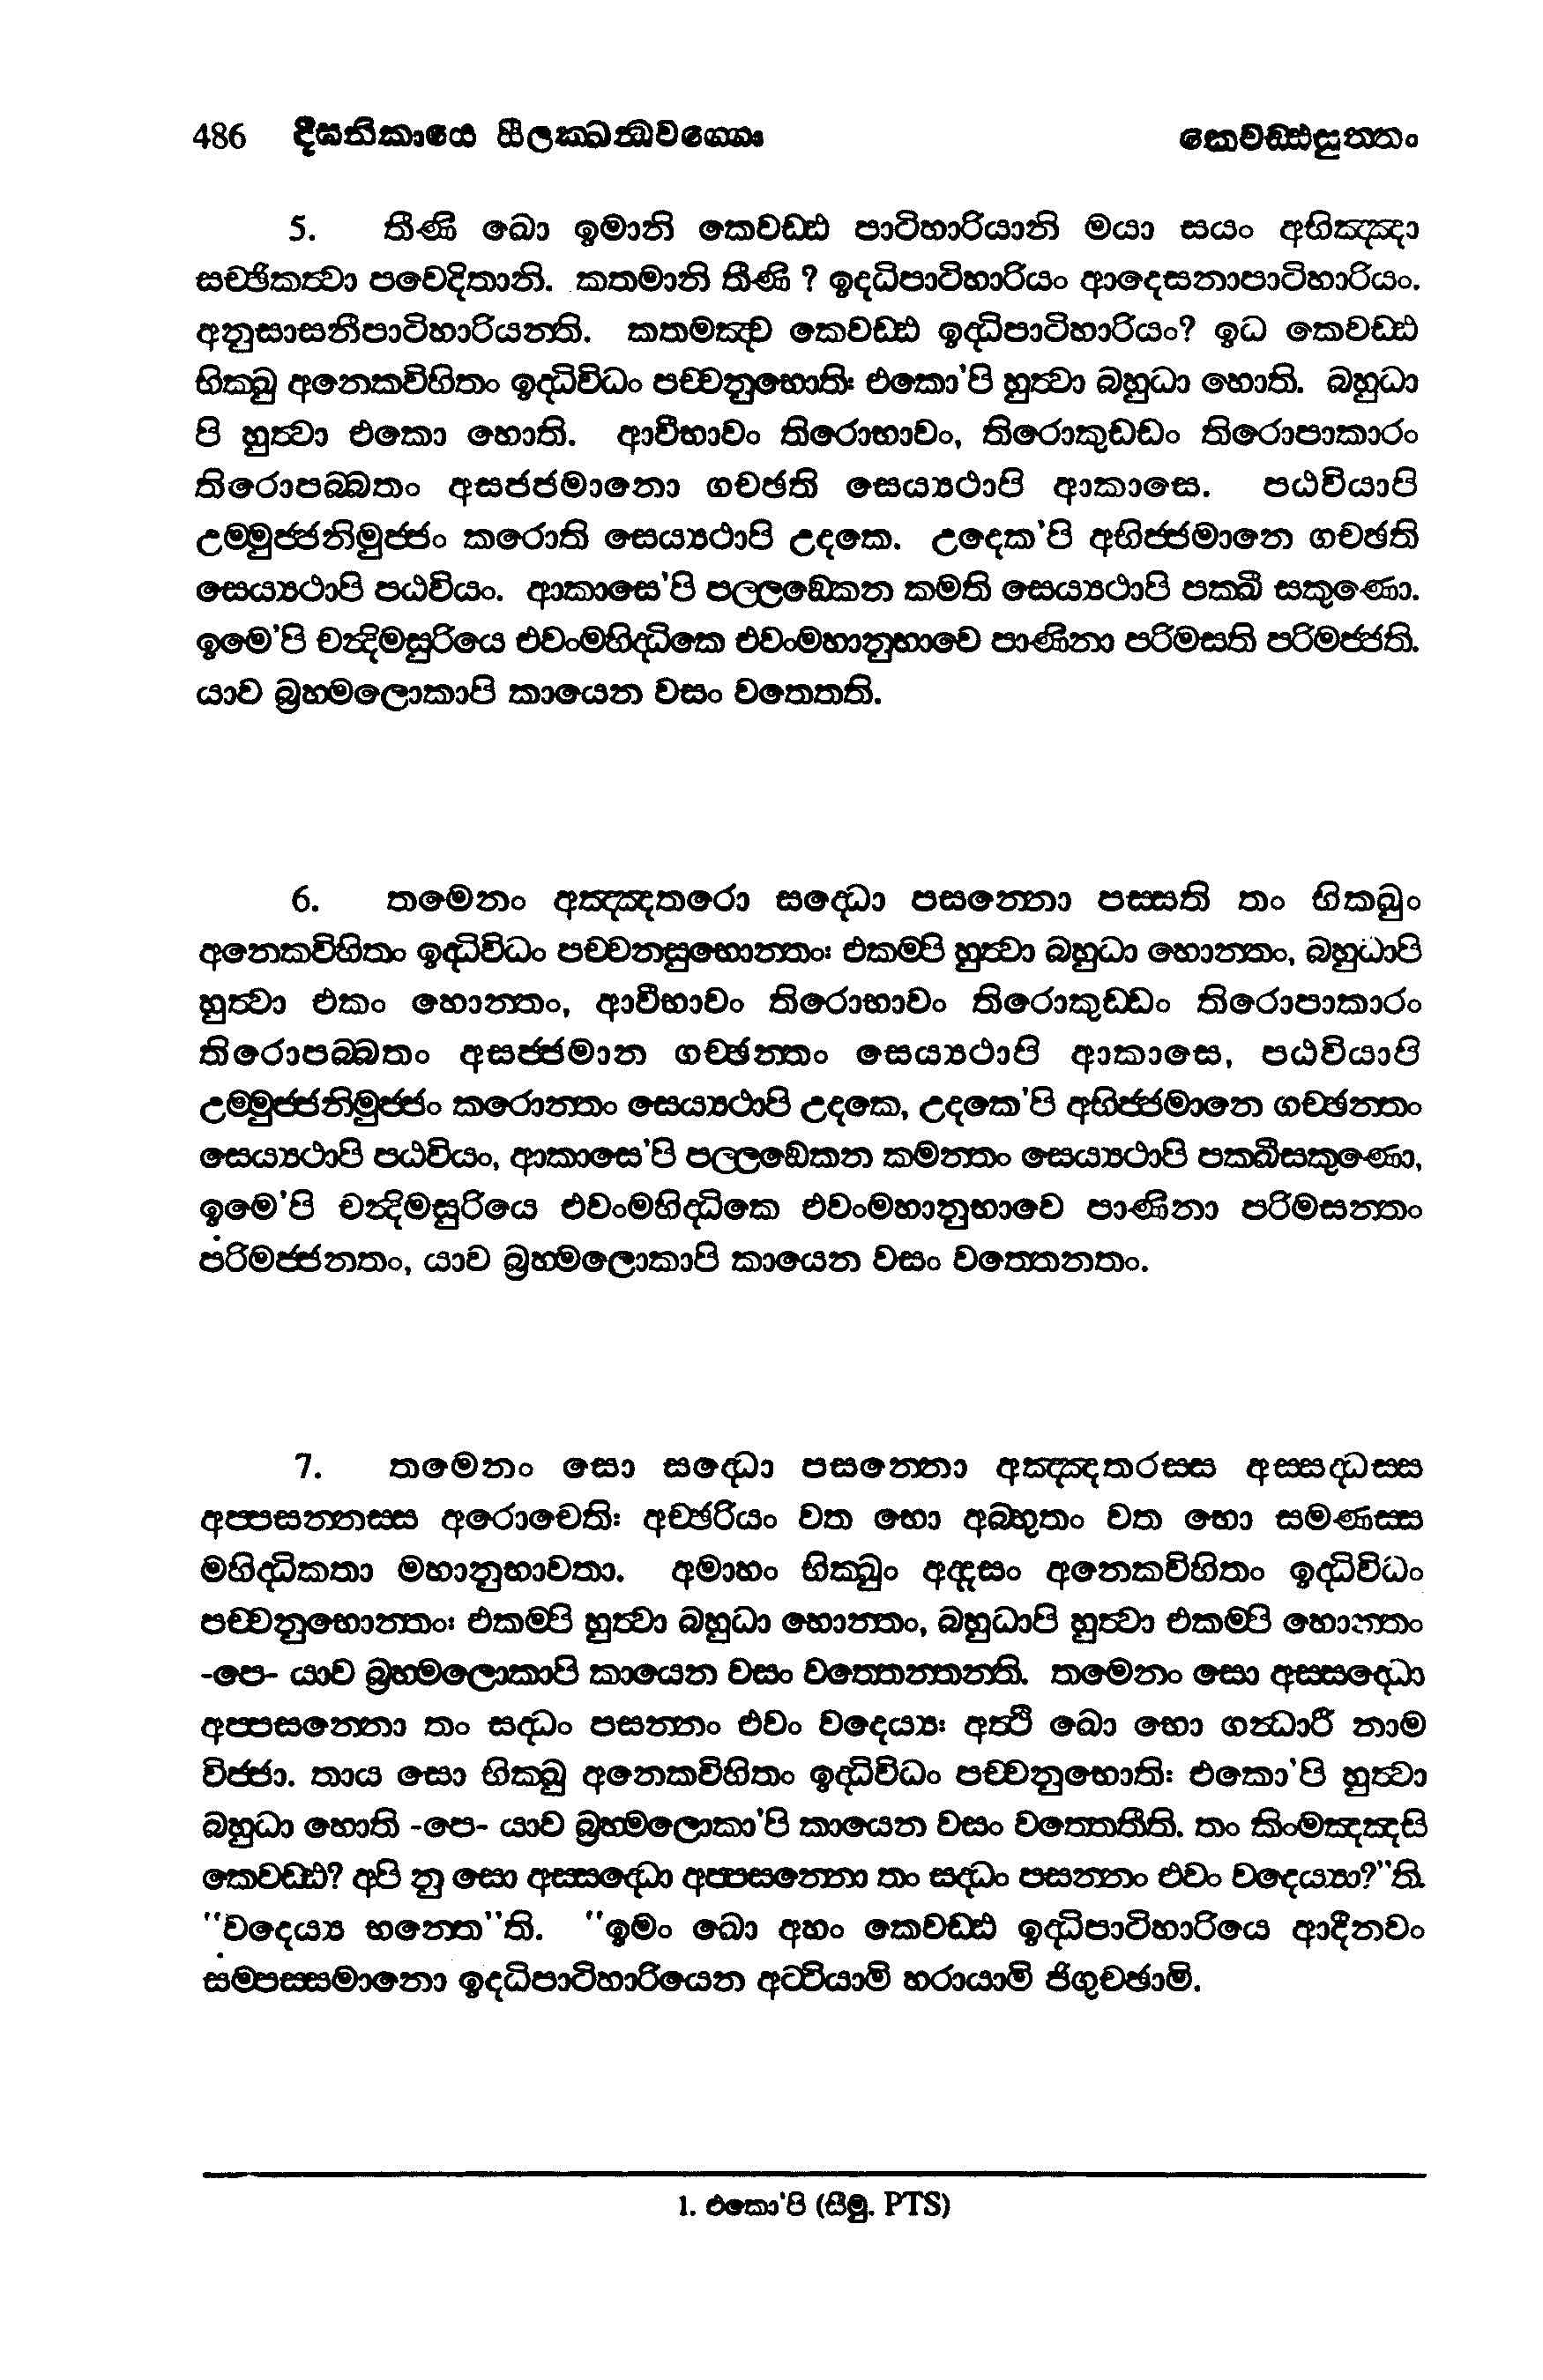 486 දීඝනිකායෙ සීලක්ඛන්ධවග්ගො කෙවඩ්ඪසුත්තං
5. තීණි ඛො ඉමානි කෙවඩ්ඪ පාටිහාරියානි මයා සයං අභිඤ්ඤා
සච්ඡිකත්වා පවෙදිතානි. කතමානි තීණි ? ඉද්ධිපාටිහාරියං ආදෙසනාපාටිහාරියං.
අනුසාසනීපාටිහාරියන්ති. කතමඤ්ච කෙවඩ්ඪ ඉද්ධිපාටිහාරියං? ඉධ කෙවඩ්ඪ
භික්ඛු අනෙකවිහිතං ඉද්ධිවිධං පච්චනුභොති: එකො'පි හුත්වා බහුධා හොති. බහුධා
පි හුත්වා එකො හොති. ආවීභාවං තිරොභාවං, තිරොකුඩඩං තිරොපාකාරං
තිරොපබ්බතං අසජජමානො ගචඡති සෙය්‍යථාපි ආකාසෙ. පඨවියාපි
උම්මුජ්ජනිමුජ්ජං කරොති සෙය්‍යථාපි උදකෙ. උදෙක'පි අභිජ්ජමානෙ ගචඡති
සෙය්‍යථාපි පඨවියං. ආකාසෙ'පි පල්ලඞ්කෙන කමති සෙය්‍යථාපි පක්ඛී සකුණො.
ඉමෙ'පි චන්දිමසුරියෙ එවංමහිද්ධිකෙ එවංමහානුභාවෙ පාණිනා පරිමසති පරිමජ්ජති.
යාව බ්‍රහ්මලොකාපි කායෙන වසං වතෙතති.
6. තමෙනං අඤ්ඤතරො සද්ධො පසන්නො පස්සති තං භික්ඛුං
අනෙකවිහිතං ඉද්ධිවිධං පච්චනසුභොන්තං: එකම්පි හුත්වා බහුධා හොන්තං, බහුධාපි
හුත්වා එකං හොන්තං, ආවීභාවං තිරොභාවං තිරොකුඩ්ඩං තිරොපාකාරං
තිරොපබ්බතං අසජ්ජමාන ගච්ඡන්තං සෙය්‍යථාපි ආකාසෙ, පඨවියාපි
උම්මුජ්ජනිමුජ්ජං කරොන්තං සෙය්‍යථාපි උදකෙ, උදකෙ'පි අභිජ්ජමානෙ ගච්ඡන්තං
සෙය්‍යථාපි පඨවියං, ආකාසෙ'පි පල්ලඞ්කෙන කමන්තං සෙය්‍යථාපි පක්ඛීසකුණො,
ඉමෙ'පි චන්දිමසුරියෙ එවංමහිද්ධිකෙ එවංමහානුභාවෙ පාණිනා පරිමසන්තං
පරිමජ්ජනතං, යාව බ්‍රහ්මලොකාපි කායෙන වසං වත්තෙනතං.
7. තමෙනං සො සද්ධො පසන්නො අඤ්ඤතරස්ස අස්සද්ධස්ස
අප්පසන්නස්ස අරොචෙති: අච්ඡරියං වත භො අබ්භූතං වත භො සමණස්ස
මහිද්ධිකතා මහානුභාවතා. අමාහං භික්ඛුං අද්දසං අනෙකවිහිතං ඉද්ධිවිධං
පච්චනුභොන්තං: එකම්පි හුත්වා බහුධා භොන්තං, බහුධාපි හුත්වා එකම්පි හොන්තං
-පෙ- යාව බ්‍රහ්මලොකාපි කායෙන වසං වත්තෙන්තන්ති. තමෙනං සො අස්සද්ධො
අප්පසන්නො තං සද්ධං පසන්නං එවං වදෙය්‍ය: අත්ථි ඛො භො ගන්ධාරී නාම
විජ්ජා. තාය සො භික්ඛු අනෙකවිහිතං ඉද්ධිවිධං පච්චනුභොති: එකො'පි හුත්වා
බහුධා හොති -පෙ- යාව බ්‍රහ්මලොකා'පි කායෙන වසං වත්තෙතීති. තං කිංමඤ්ඤසි
කෙවඩ්ඪ? අපි නු සො අස්සද්ධො අප්පසන්නො තං සද්ධං පසන්නං එවං වදෙය්‍යා?"ති.
"වදෙය්‍ය භන්තෙ"ති. "ඉමං ඛො අහං කෙවඩ්ඪ ඉද්ධිපාටිහාරියෙ ආදීනවං
සම්පස්සමානො ඉද්ධිපාටිහාරියෙන අට්ටියාමි හරායාමි ජිගුචඡාමි.
1. එකො'පි (සීමු. PTS)